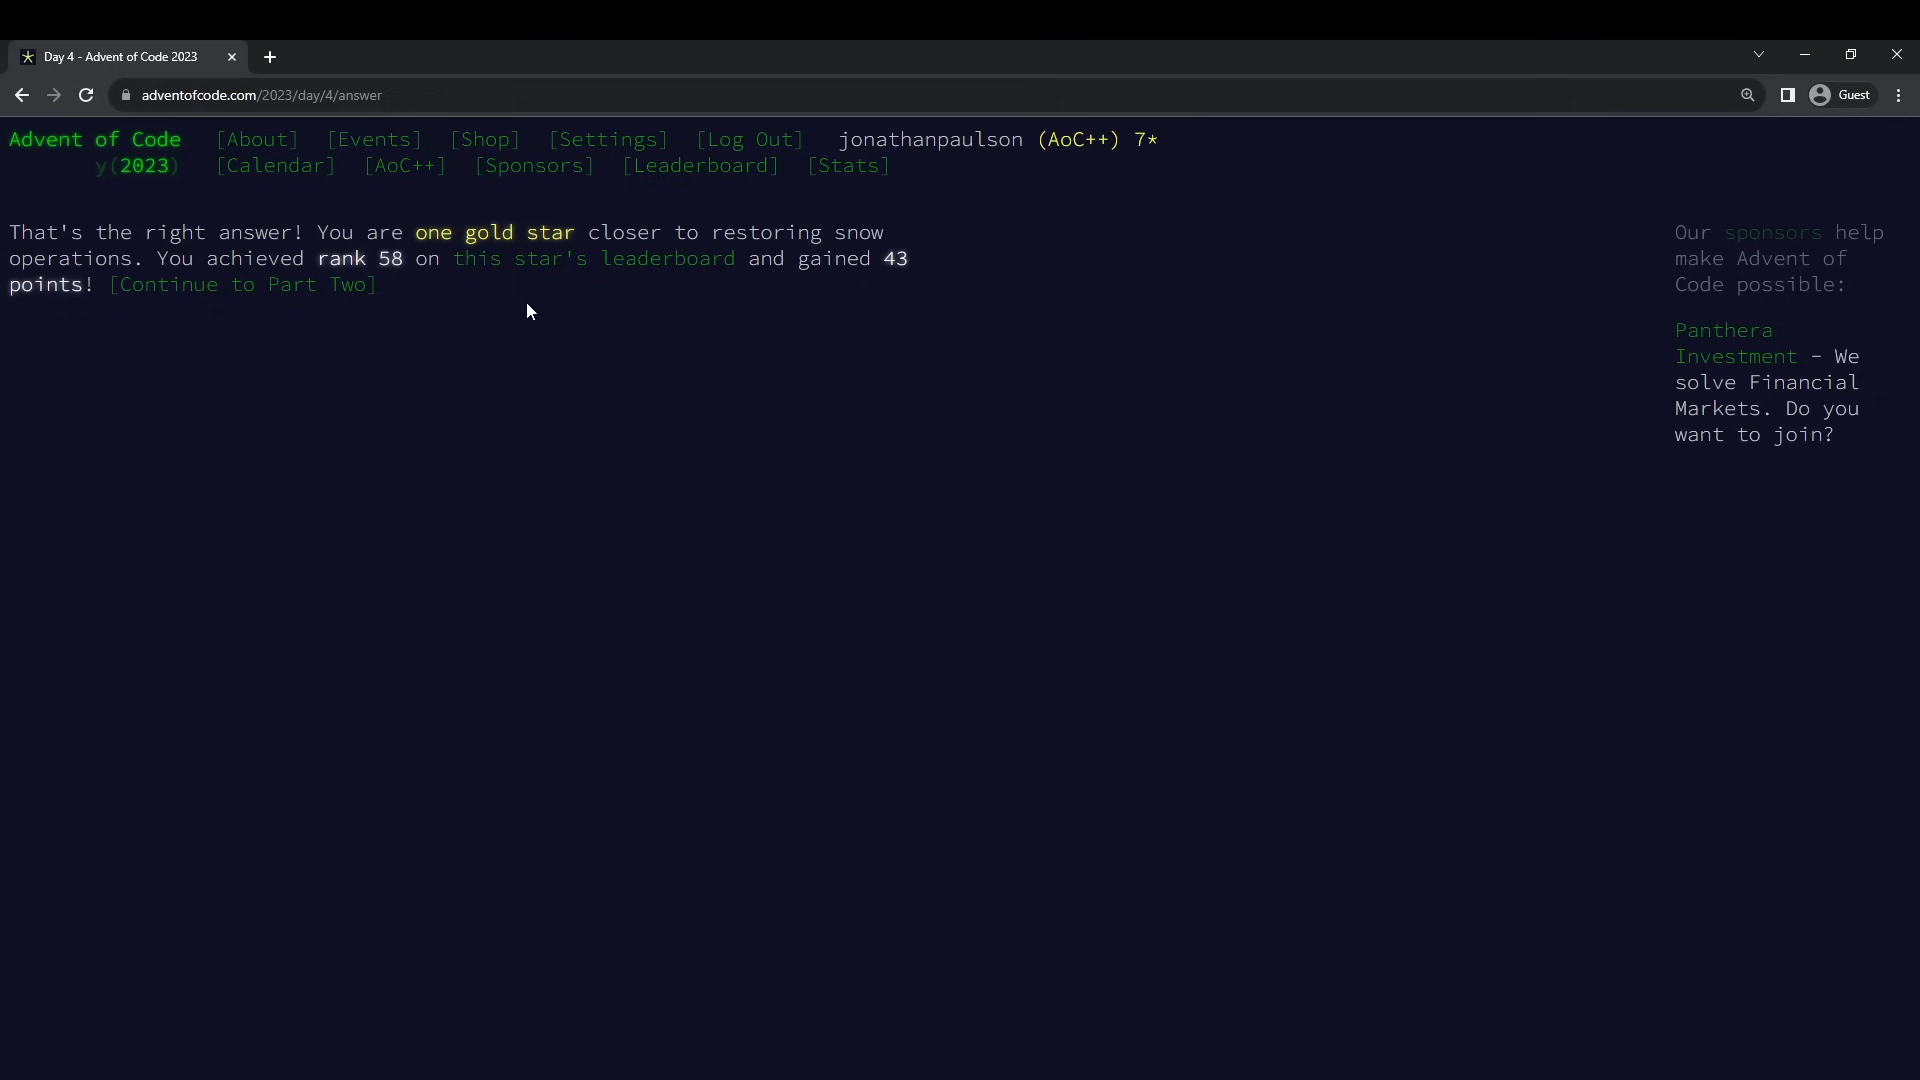 Day 4 - Advent of Code 2023
adventofcode.com/2023/day/4/answer
Guest
Advent of Code [About] [Events] [Shop] [Settings] [Log Out] jonathanpaulson (AoC++) 7*
y(2023) [Calendar] [AoC++] [Sponsors] [Leaderboard] [Stats]
That's the right answer! You are one gold star closer to restoring snow
operations. You achieved rank 58 on this star's leaderboard and gained 43
points! [Continue to Part Two]
Our sponsors help
make Advent of
Code possible:
Panthera
Investment - We
solve Financial
Markets. Do you
want to join?